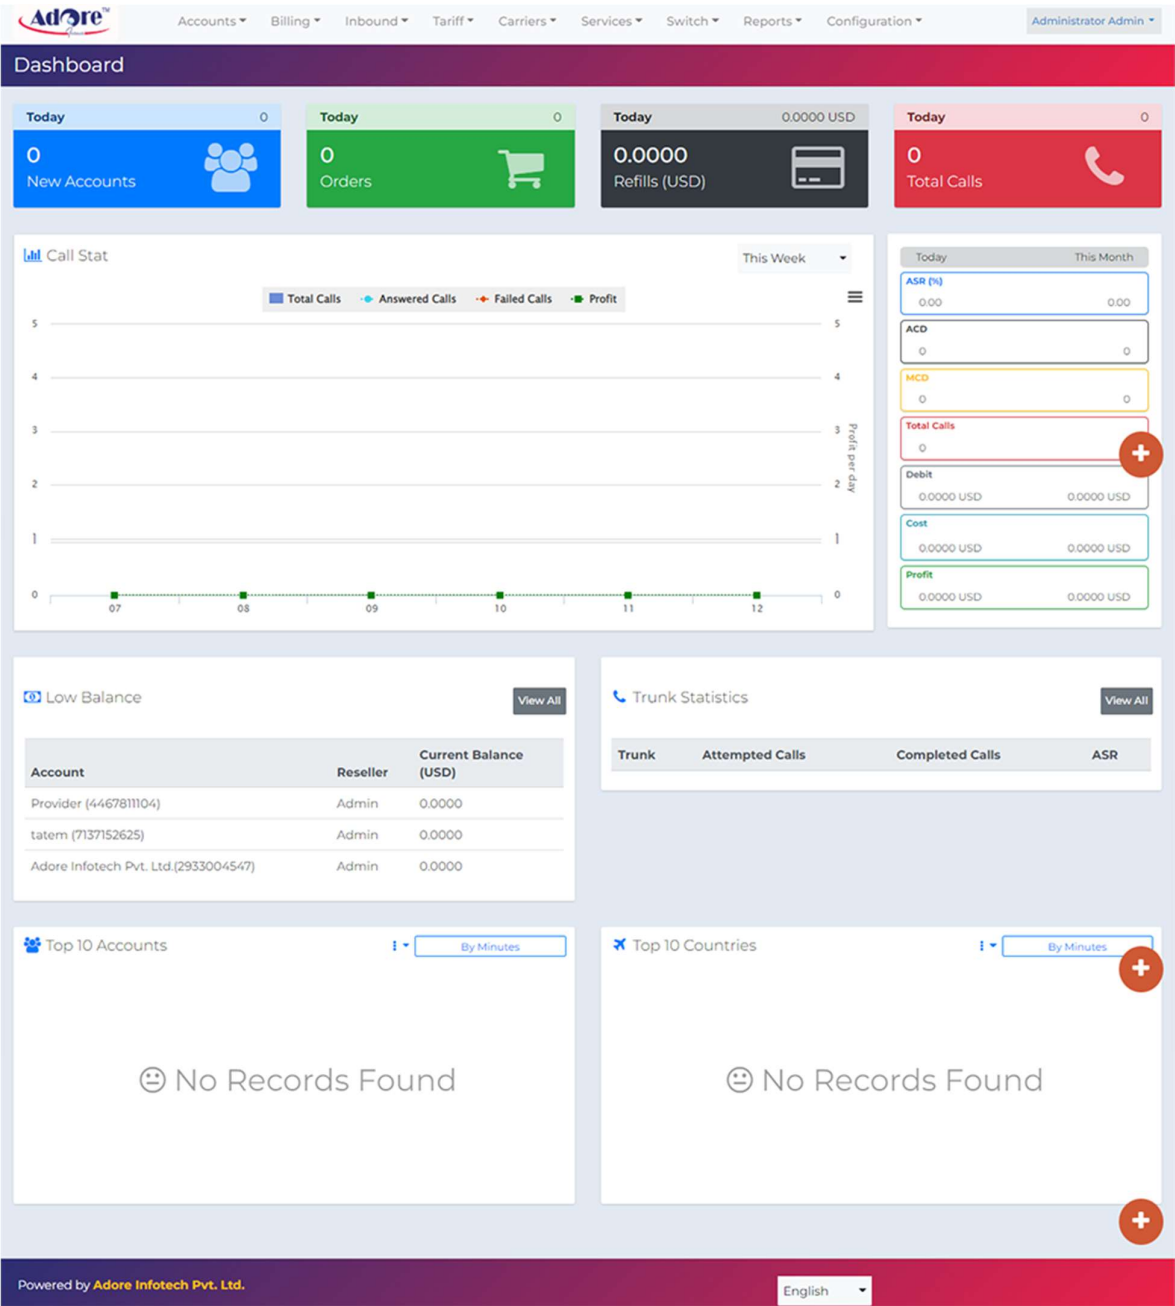 Adore™
Accounts Billing Inbound Tariff Carriers Services Switch Reports Configuration Administrator Admin
Dashboard
Today 0 Today 0 Today 0.0000 USD Today 0
0 0 0.0000 0
New Accounts Orders Refills (USD) Total Calls
Call Stat This Week
Total Calls Answered Calls Failed Calls Profit
5 5
4 4
3 3
2 2
1 1
0 0
07 08 09 10 11 12
Profit per day
Today This Month
ASR (%)
0.00 0.00
ACD
0 0
MCD
0 0
Total Calls
0
Debit
0.0000 USD 0.0000 USD
Cost
0.0000 USD 0.0000 USD
Profit
0.0000 USD 0.0000 USD
Low Balance View All
Account Reseller Current Balance (USD)
Provider (4467811104) Admin 0.0000
tatem (7137152625) Admin 0.0000
Adore Infotech Pvt. Ltd.(2933004547) Admin 0.0000
Trunk Statistics View All
Trunk Attempted Calls Completed Calls ASR
Top 10 Accounts By Minutes
No Records Found
Top 10 Countries By Minutes
No Records Found
Powered by Adore Infotech Pvt. Ltd. English